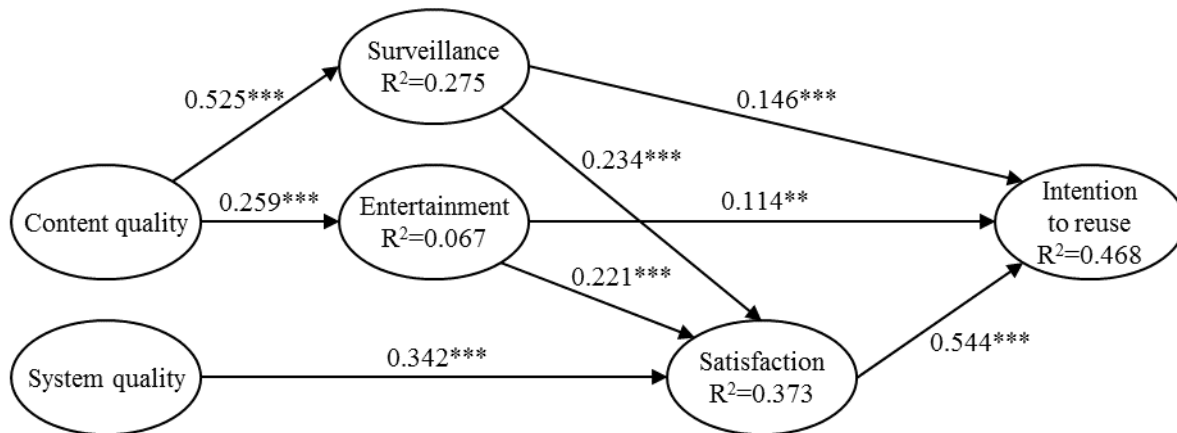 Surveillance
R²=0.275
0.525***
0.146***
0.234***
Content quality
0.259***
Entertainment
R²=0.067
0.114**
Intention
to reuse
R²=0.468
0.221***
System quality
0.342***
Satisfaction
R²=0.373
0.544***